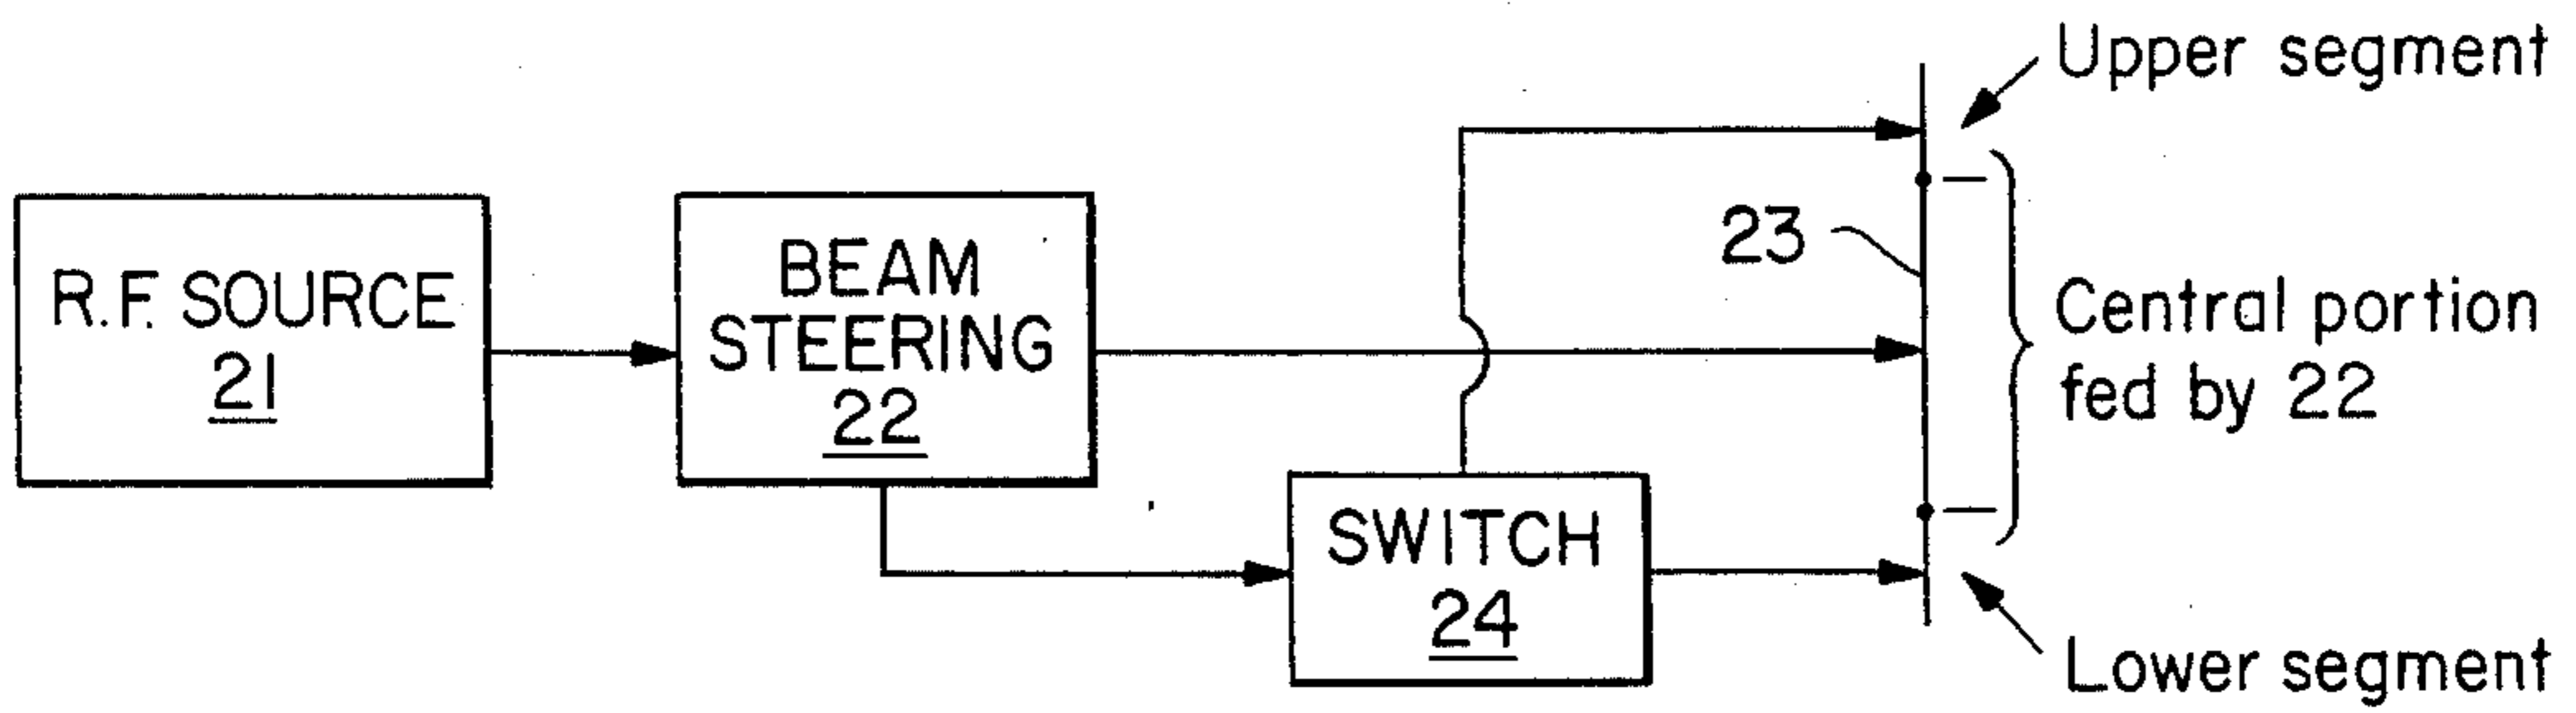 R.F. SOURCE
21
BEAM
STEERING
22
SWITCH
24
23
Upper segment
Central portion
fed by 22
Lower segment